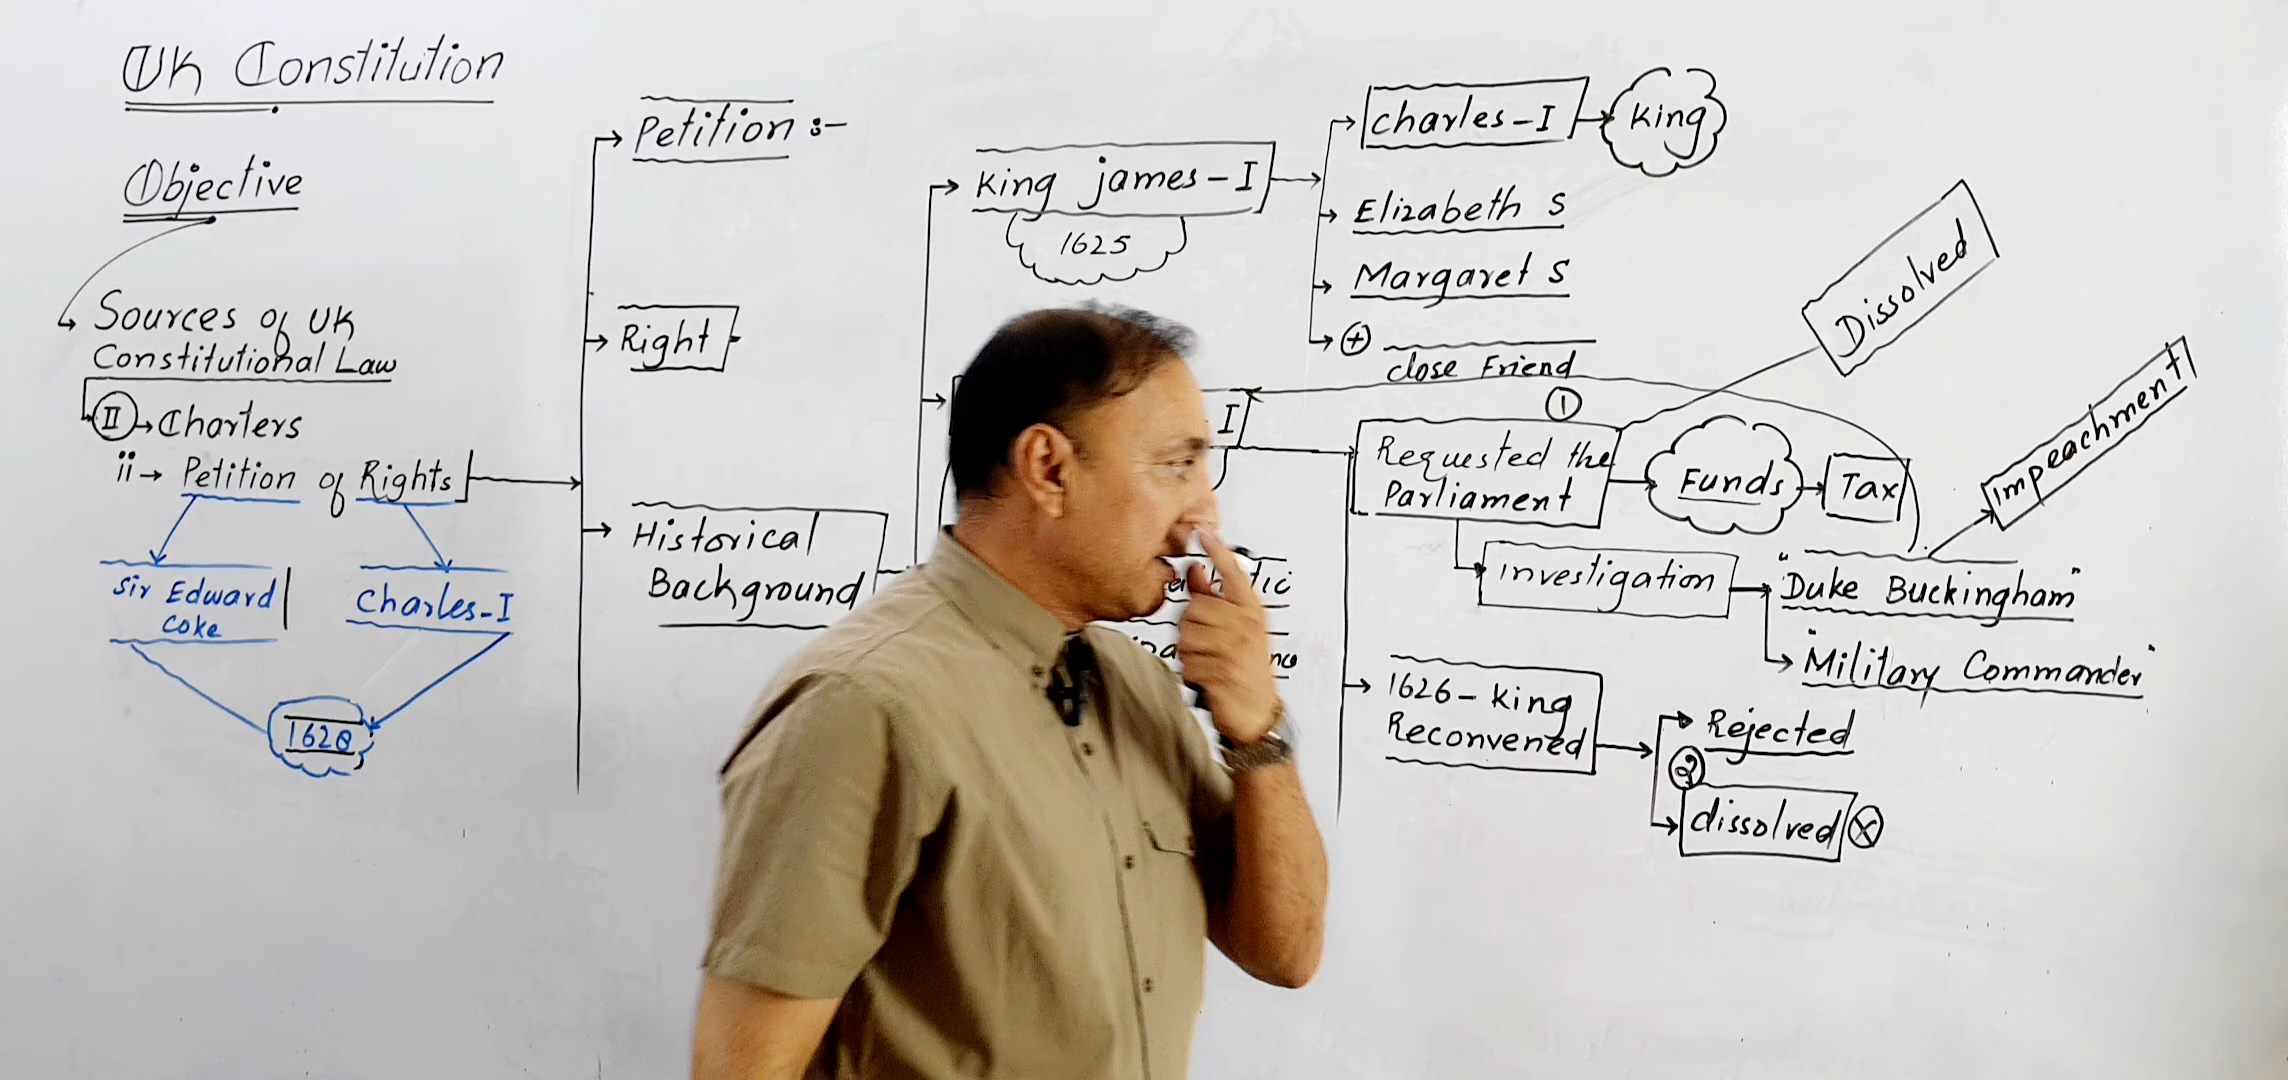 UK Constitution
Objective
Sources of UK
Constitutional Law
II → Charters
ii → Petition of Rights
Sir Edward
Coke
Charles-I
1628
Petition :-
Right
Historical
Background
King james-I
1625
Charles-I → King
Elizabeth S
Margaret S
+ close Friend
I
1
Requested the
Parliament
Funds → Tax
Dissolved
investigation
"Duke Buckingham"
Impeachment
"Military Commander"
1626- King
Reconvened
Rejected
2
dissolved x